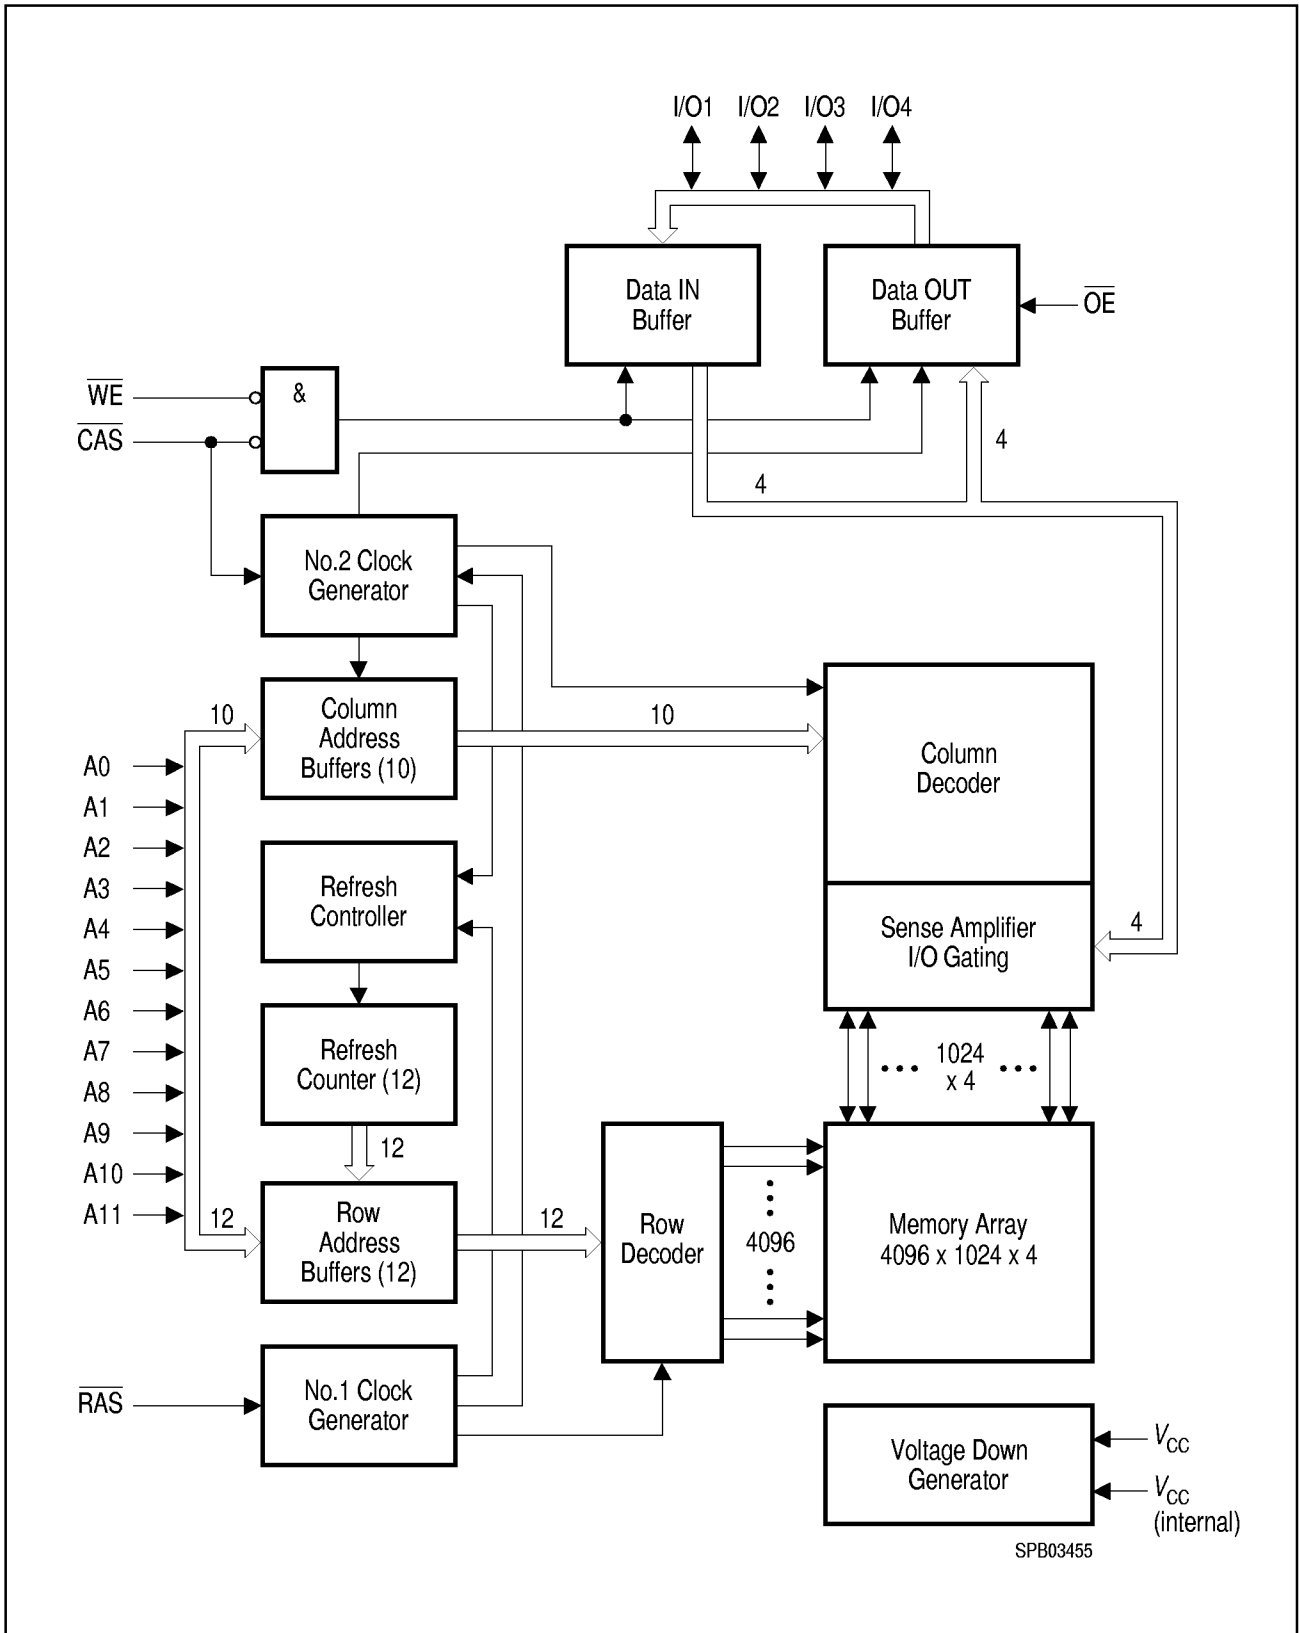 I/O1 I/O2 I/O3 I/O4
Data IN
Buffer
Data OUT
Buffer
OE
WE
&
CAS
4
4
No.2 Clock
Generator
Column
Address
Buffers (10)
10
10
Column
Decoder
A0
A1
A2
A3
A4
A5
A6
A7
A8
A9
A10
A11
Refresh
Controller
Sense Amplifier
I/O Gating
4
Refresh
Counter (12)
1024
x 4
12
12
Row
Address
Buffers (12)
12
Row
Decoder
4096
Memory Array
4096 x 1024 x 4
RAS
No.1 Clock
Generator
Voltage Down
Generator
VCC
VCC
(internal)
SPB03455